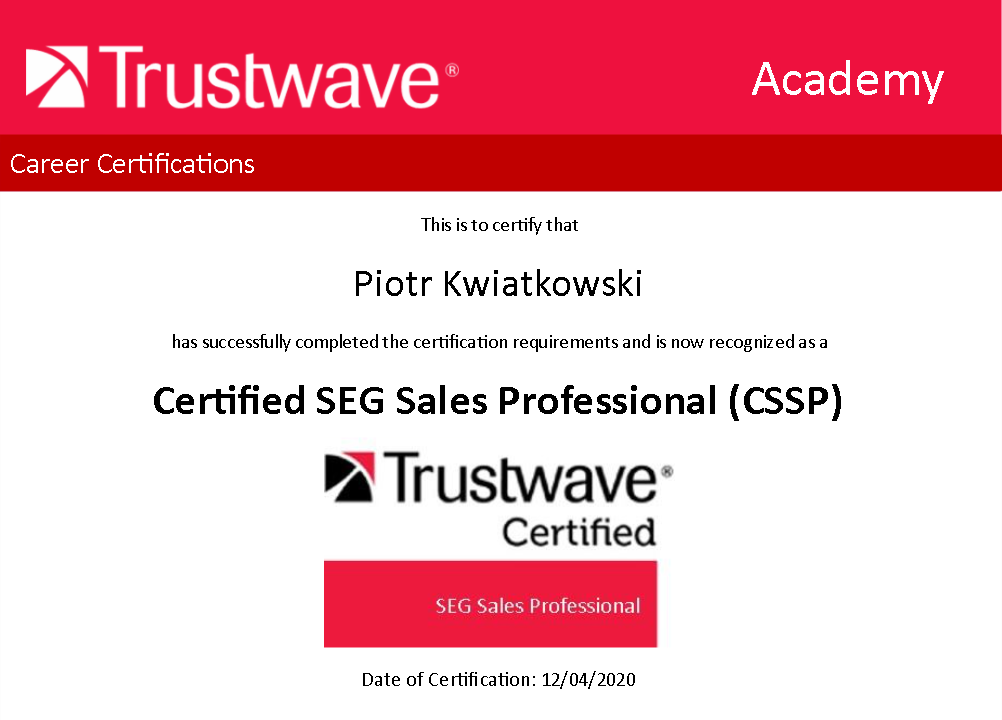 Trustwave®
Academy
Career Certifications
This is to certify that
Piotr Kwiatkowski
has successfully completed the certification requirements and is now recognized as a
Certified SEG Sales Professional (CSSP)
Trustwave®
Certified
SEG Sales Professional
Date of Certification: 12/04/2020